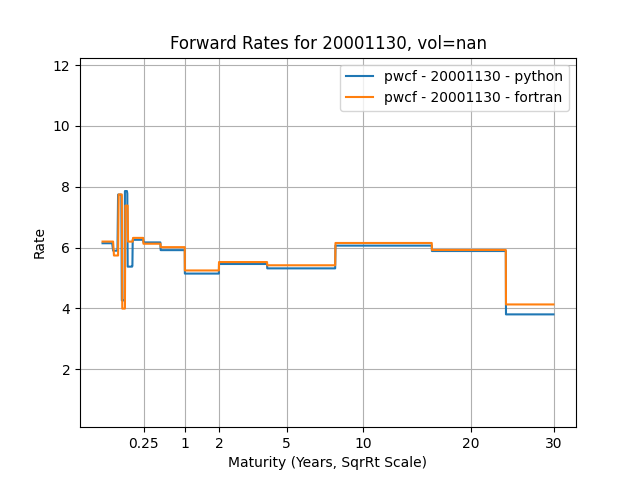 Forward Rates for 20001130, vol=nan
pwcf - 20001130 - python
pwcf - 20001130 - fortran
12
10
8
6
4
2
Rate
0.25 1 2 5 10 20 30
Maturity (Years, SqrRt Scale)